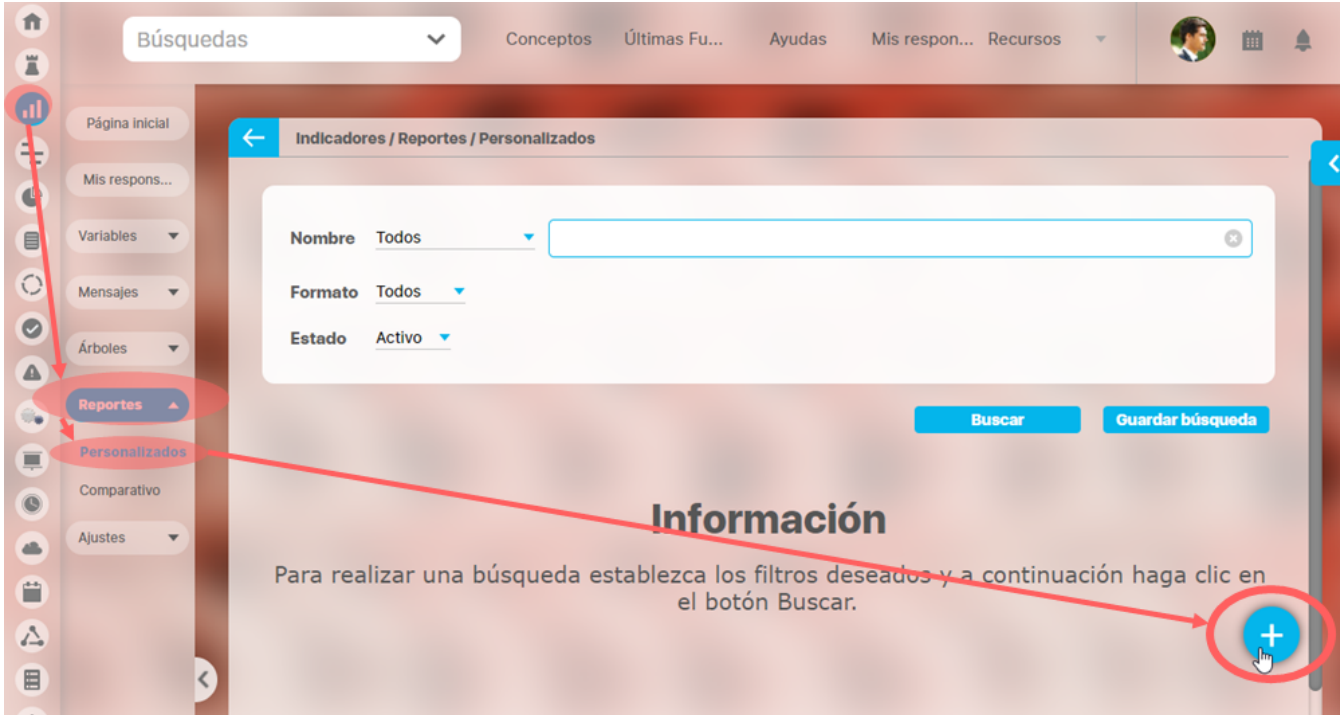 Búsquedas
Conceptos
Últimas Fu...
Ayudas
Mis respon...
Recursos
Página inicial
Mis respons...
Variables
Mensajes
Árboles
Reportes
Personalizados
Comparativo
Ajustes
Indicadores / Reportes / Personalizados
Nombre Todos
Formato Todos
Estado Activo
Buscar
Guardar búsqueda
Información
Para realizar una búsqueda establezca los filtros deseados y a continuación haga clic en
el botón Buscar.